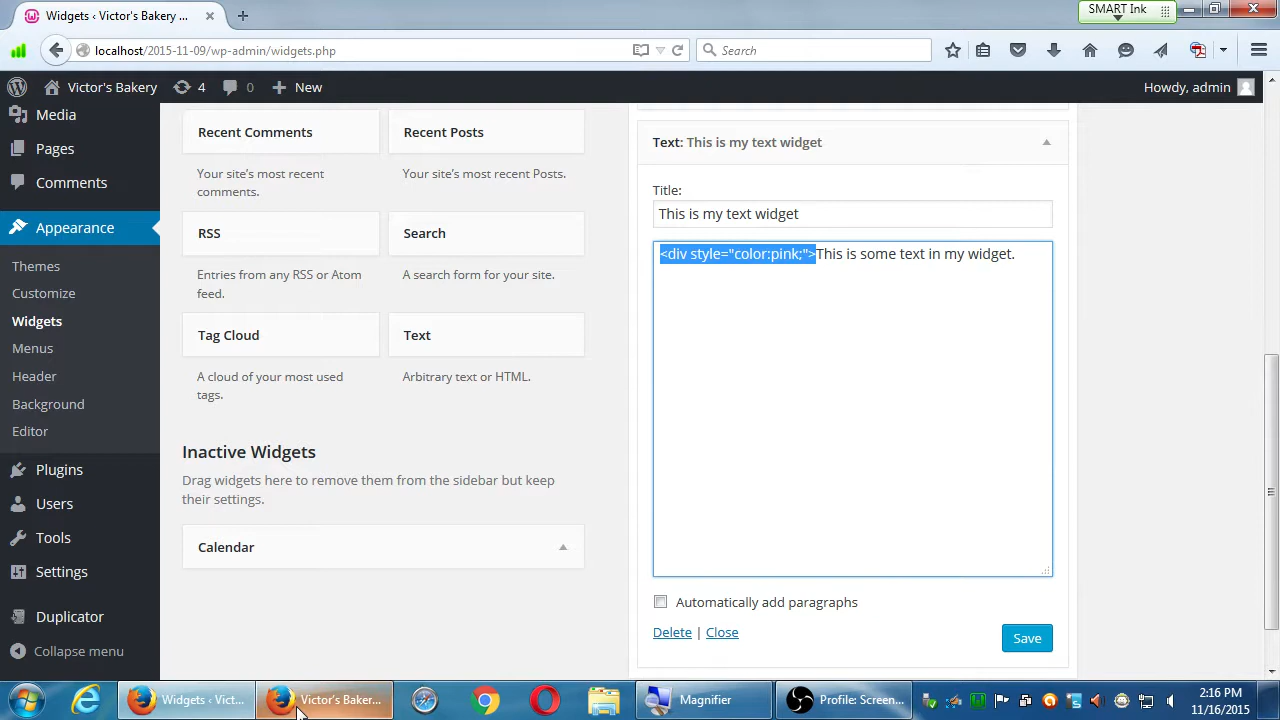 Widgets ‹ Victor's Bakery ...
SMART Ink
localhost/2015-11-09/wp-admin/widgets.php
Search
Victor's Bakery
4
0
New
Howdy, admin
Media
Pages
Comments
Appearance
Themes
Customize
Widgets
Menus
Header
Background
Editor
Plugins
Users
Tools
Settings
Duplicator
Collapse menu
Recent Comments
Your site's most recent
comments.
Recent Posts
Your site's most recent Posts.
RSS
Entries from any RSS or Atom
feed.
Search
A search form for your site.
Tag Cloud
A cloud of your most used
tags.
Text
Arbitrary text or HTML.
Inactive Widgets
Drag widgets here to remove them from the sidebar but keep
their settings.
Calendar
Text: This is my text widget
Title:
This is my text widget
<div style="color:pink;">This is some text in my widget.
Automatically add paragraphs
Delete | Close
Save
Widgets ‹ Vict...
Victor's Baker...
Magnifier
Profile: Screen...
2:16 PM
11/16/2015